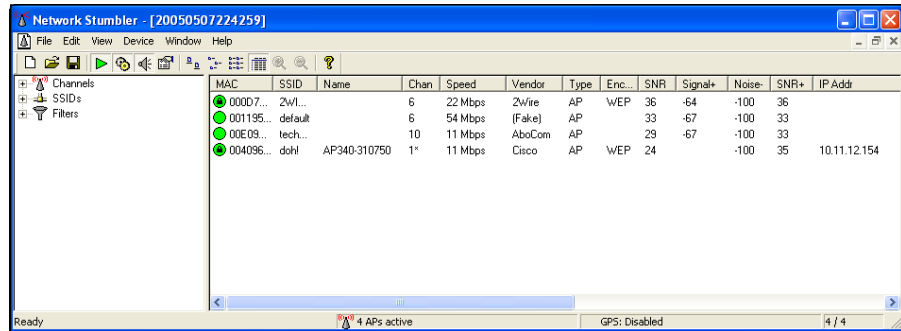 Network Stumbler - [20050507224259]
File Edit View Device Window Help
Channels
SSIDs
Filters
MAC SSID Name Chan Speed Vendor Type Enc... SNR Signal+ Noise- SNR+ IP Addr
000D7... 2WI... 6 22 Mbps 2Wire AP WEP 36 -64 -100 36
001195... default 6 54 Mbps (Fake) AP 33 -67 -100 33
00E09... tech... 10 11 Mbps AboCom AP 29 -67 -100 33
004096... doh! AP340-310750 1* 11 Mbps Cisco AP WEP 24 -100 35 10.11.12.154
Ready 4 APs active GPS: Disabled 4 / 4